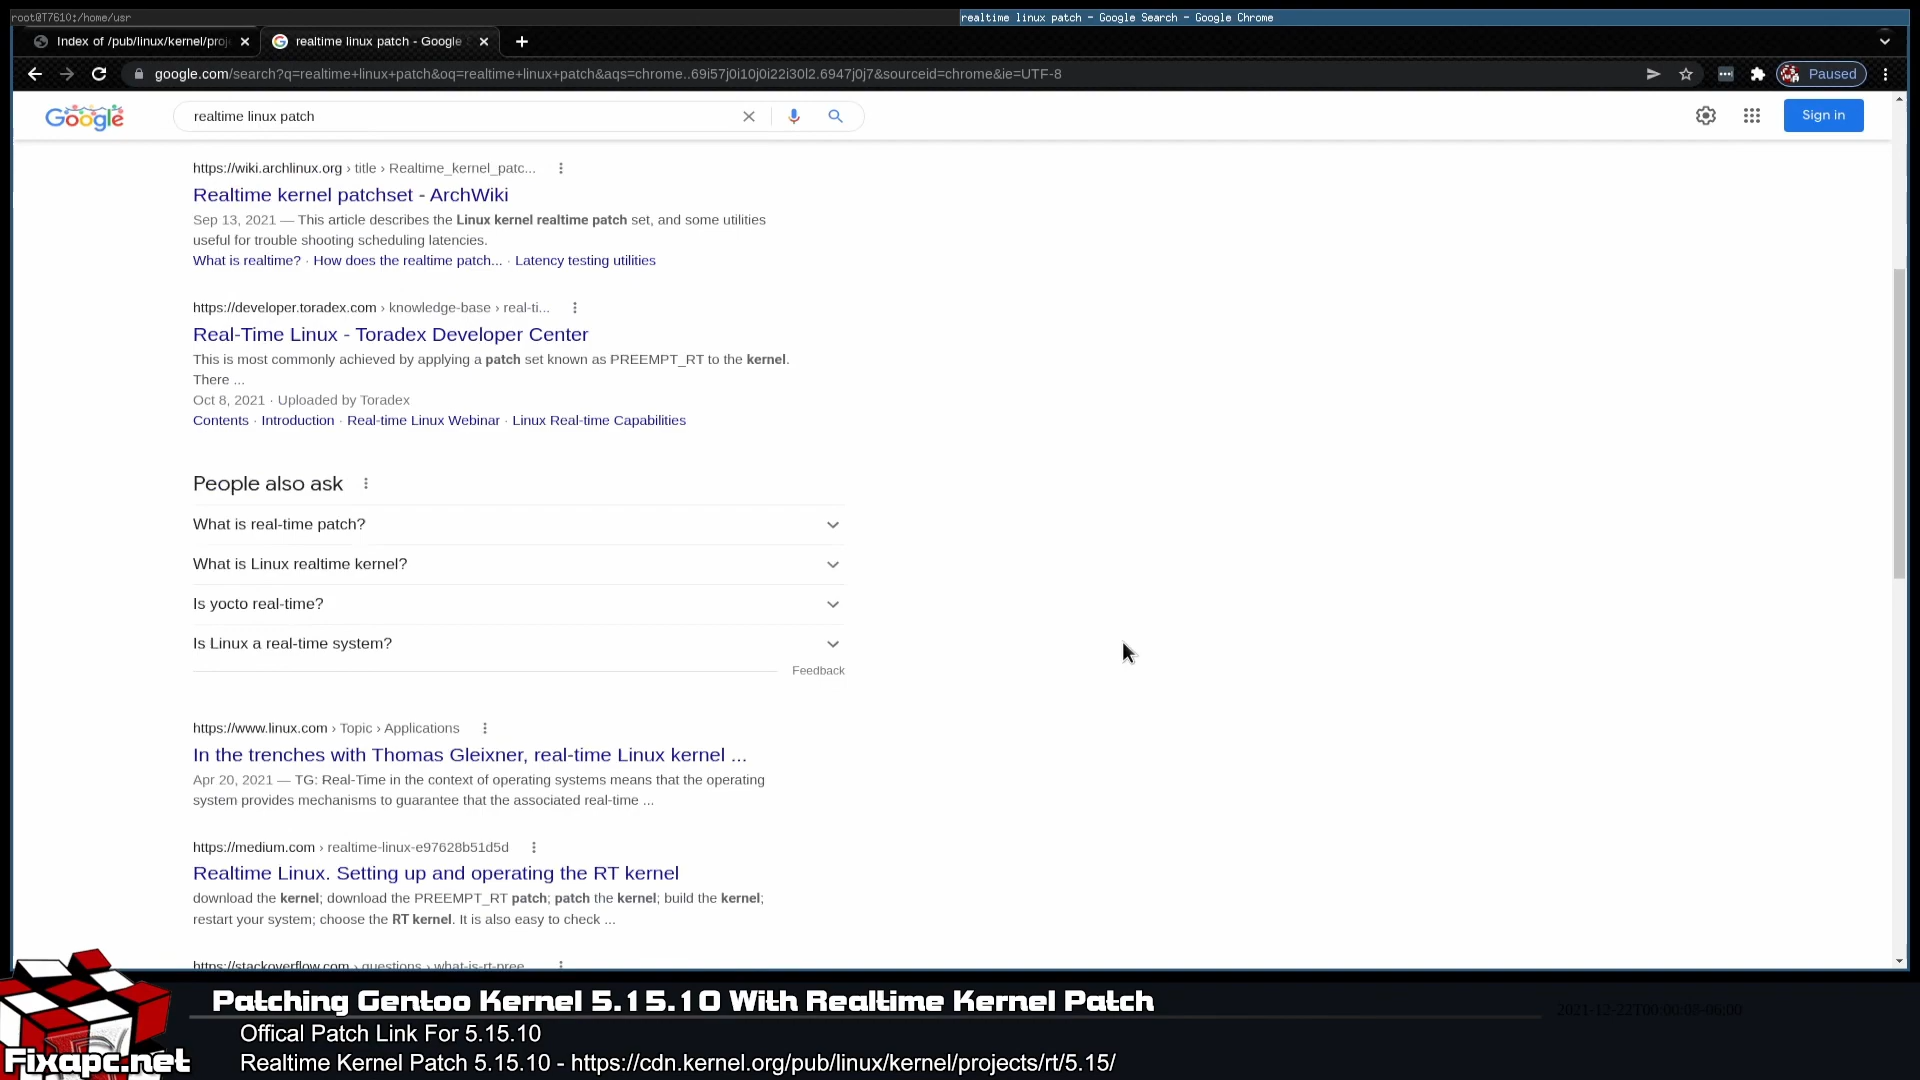 root@T7610:/home/usr
realtime linux patch - Google Search - Google Chrome
Index of /pub/linux/kernel/proj
realtime linux patch - Google
google.com/search?q=realtime+linux+patch&oq=realtime+linux+patch&aqs=chrome..69i57j0i10j0i22i30l2.6947j0j7&sourceid=chrome&ie=UTF-8
Paused
Google
realtime linux patch
Sign in
https://wiki.archlinux.org › title › Realtime_kernel_patc...
Realtime kernel patchset - ArchWiki
Sep 13, 2021 — This article describes the Linux kernel realtime patch set, and some utilities
useful for trouble shooting scheduling latencies.
What is realtime? · How does the realtime patch... · Latency testing utilities
https://developer.toradex.com › knowledge-base › real-ti...
Real-Time Linux - Toradex Developer Center
This is most commonly achieved by applying a patch set known as PREEMPT_RT to the kernel.
There ...
Oct 8, 2021 · Uploaded by Toradex
Contents · Introduction · Real-time Linux Webinar · Linux Real-time Capabilities
People also ask
What is real-time patch?
What is Linux realtime kernel?
Is yocto real-time?
Is Linux a real-time system?
Feedback
https://www.linux.com › Topic › Applications
In the trenches with Thomas Gleixner, real-time Linux kernel ...
Apr 20, 2021 — TG: Real-Time in the context of operating systems means that the operating
system provides mechanisms to guarantee that the associated real-time ...
https://medium.com › realtime-linux-e97628b51d5d
Realtime Linux. Setting up and operating the RT kernel
download the kernel; download the PREEMPT_RT patch; patch the kernel; build the kernel;
restart your system; choose the RT kernel. It is also easy to check ...
https://stackoverflow.com › questions › what-is-rt-pree...
Patching Gentoo Kernel 5.15.10 With Realtime Kernel Patch
Offical Patch Link For 5.15.10
Realtime Kernel Patch 5.15.10 - https://cdn.kernel.org/pub/linux/kernel/projects/rt/5.15/
Fixapc.net